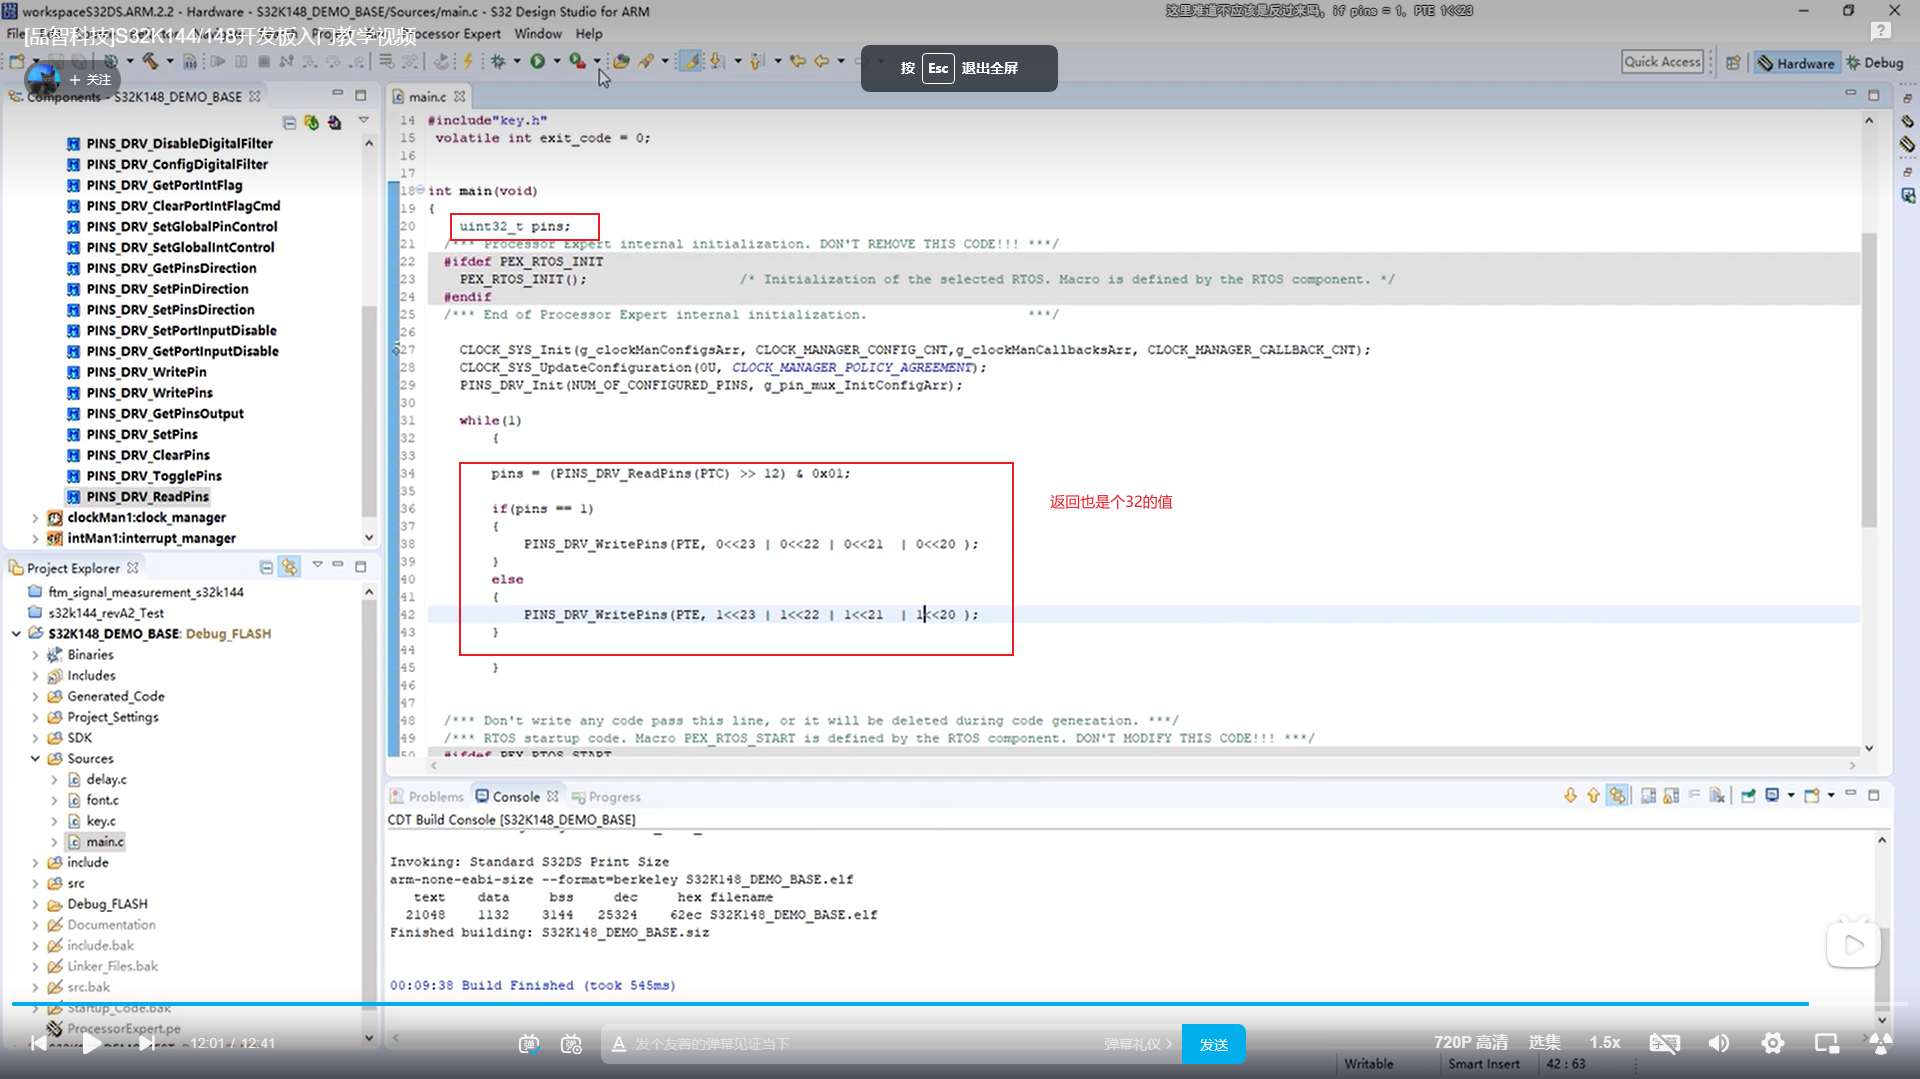 workspaceS32DS.ARM.2.2 - Hardware - S32K148_DEMO_BASE/Sources/main.c - S32 Design Studio for ARM
这里难道不应该是反过来吗，if pins = 1，PTE 1<<23
[品智科技]S32K144/148开发板入门教学视频
Processor Expert Window Help
+ 关注
按 Esc 退出全屏
Quick Access
Hardware
Debug
Components - S32K148_DEMO_BASE
PINS_DRV_DisableDigitalFilter
PINS_DRV_ConfigDigitalFilter
PINS_DRV_GetPortIntFlag
PINS_DRV_ClearPortIntFlagCmd
PINS_DRV_SetGlobalPinControl
PINS_DRV_SetGlobalIntControl
PINS_DRV_GetPinsDirection
PINS_DRV_SetPinDirection
PINS_DRV_SetPinsDirection
PINS_DRV_SetPortInputDisable
PINS_DRV_GetPortInputDisable
PINS_DRV_WritePin
PINS_DRV_WritePins
PINS_DRV_GetPinsOutput
PINS_DRV_SetPins
PINS_DRV_ClearPins
PINS_DRV_TogglePins
PINS_DRV_ReadPins
clockMan1:clock_manager
intMan1:interrupt_manager
Project Explorer
ftm_signal_measurement_s32k144
s32k144_revA2_Test
S32K148_DEMO_BASE: Debug_FLASH
Binaries
Includes
Generated_Code
Project_Settings
SDK
Sources
delay.c
font.c
key.c
main.c
include
src
Debug_FLASH
Documentation
include.bak
Linker_Files.bak
src.bak
Startup_Code.bak
ProcessorExpert.pe
main.c
14 #include"key.h"
15 volatile int exit_code = 0;
16
17
18 int main(void)
19 {
20 uint32_t pins;
21 /*** Processor Expert internal initialization. DON'T REMOVE THIS CODE!!! ***/
22 #ifdef PEX_RTOS_INIT
23 PEX_RTOS_INIT(); /* Initialization of the selected RTOS. Macro is defined by the RTOS component. */
24 #endif
25 /*** End of Processor Expert internal initialization. ***/
26
27 CLOCK_SYS_Init(g_clockManConfigsArr, CLOCK_MANAGER_CONFIG_CNT,g_clockManCallbacksArr, CLOCK_MANAGER_CALLBACK_CNT);
28 CLOCK_SYS_UpdateConfiguration(0U, CLOCK_MANAGER_POLICY_AGREEMENT);
29 PINS_DRV_Init(NUM_OF_CONFIGURED_PINS, g_pin_mux_InitConfigArr);
30
31 while(1)
32 {
33
34 pins = (PINS_DRV_ReadPins(PTC) >> 12) & 0x01;
35
36 if(pins == 1)
37 {
38 PINS_DRV_WritePins(PTE, 0<<23 | 0<<22 | 0<<21 | 0<<20 );
39 }
40 else
41 {
42 PINS_DRV_WritePins(PTE, 1<<23 | 1<<22 | 1<<21 | 1<<20 );
43 }
44
45 }
46
47
48 /*** Don't write any code pass this line, or it will be deleted during code generation. ***/
49 /*** RTOS startup code. Macro PEX_RTOS_START is defined by the RTOS component. DON'T MODIFY THIS CODE!!! ***/
50 #ifdef PEX_RTOS_START
返回也是个32的值
Problems Console Progress
CDT Build Console [S32K148_DEMO_BASE]
Invoking: Standard S32DS Print Size
arm-none-eabi-size --format=berkeley S32K148_DEMO_BASE.elf
text data bss dec hex filename
21048 1132 3144 25324 62ec S32K148_DEMO_BASE.elf
Finished building: S32K148_DEMO_BASE.siz
00:09:38 Build Finished (took 545ms)
12:01 / 12:41
发个友善的弹幕见证当下
弹幕礼仪 >
发送
720P 高清 选集 1.5x
Writable Smart Insert 42 : 63